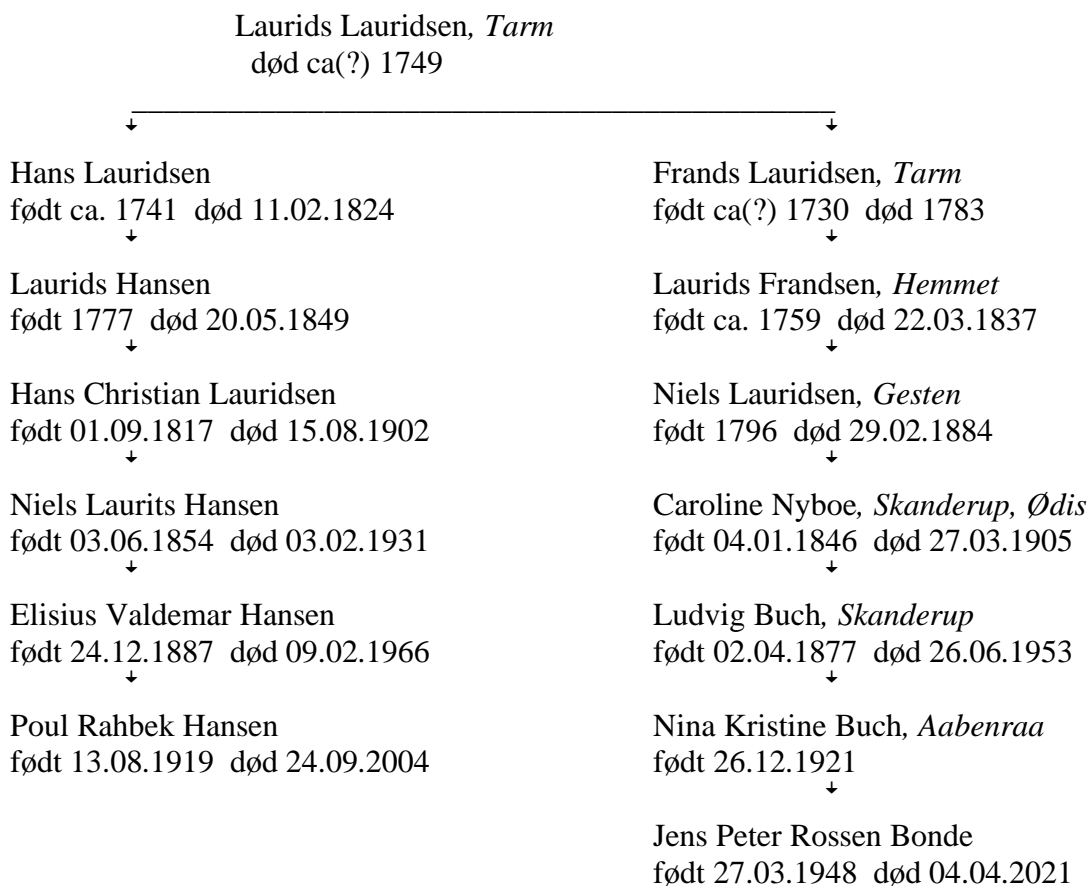 Laurids Lauridsen, Tarm
død ca(?) 1749
Hans Lauridsen
født ca. 1741 død 11.02.1824
Laurids Hansen
født 1777 død 20.05.1849
Hans Christian Lauridsen
født 01.09.1817 død 15.08.1902
Niels Laurits Hansen
født 03.06.1854 død 03.02.1931
Elisius Valdemar Hansen
født 24.12.1887 død 09.02.1966
Poul Rahbek Hansen
født 13.08.1919 død 24.09.2004
Frands Lauridsen, Tarm
født ca(?) 1730 død 1783
Laurids Frandsen, Hemmet
født ca. 1759 død 22.03.1837
Niels Lauridsen, Gesten
født 1796 død 29.02.1884
Caroline Nyboe, Skanderup, Ødis
født 04.01.1846 død 27.03.1905
Ludvig Buch, Skanderup
født 02.04.1877 død 26.06.1953
Nina Kristine Buch, Aabenraa
født 26.12.1921
Jens Peter Rossen Bonde
født 27.03.1948 død 04.04.2021